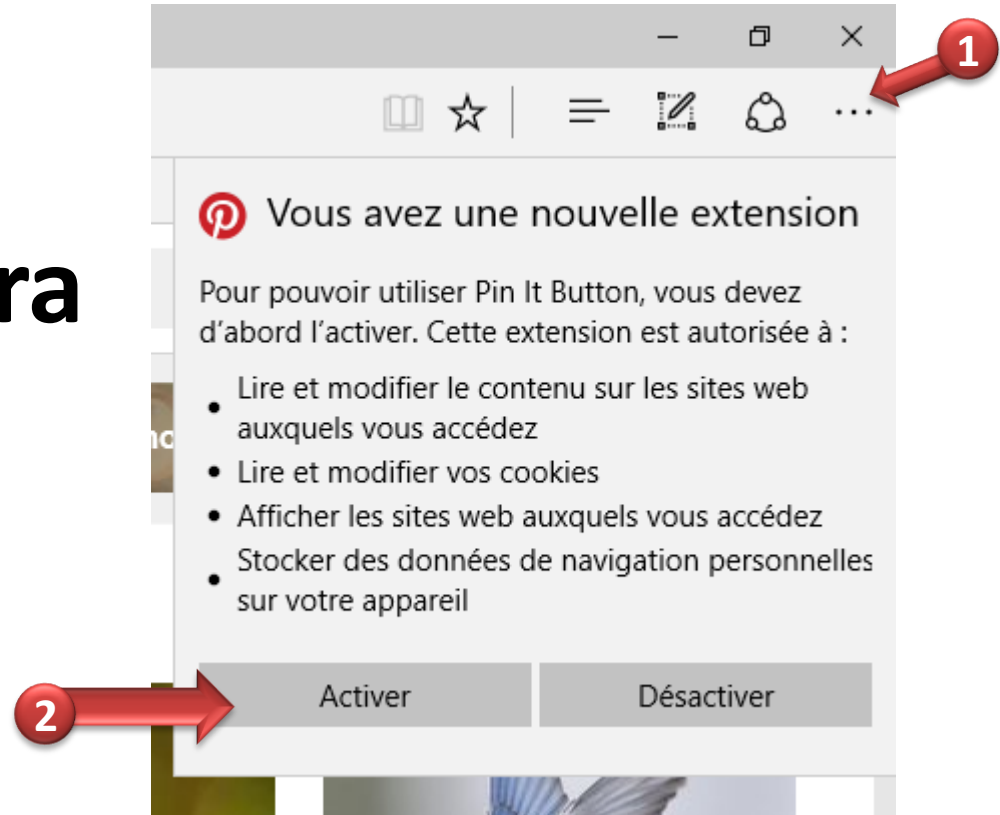 1
Vous avez une nouvelle extension
ra
Pour pouvoir utiliser Pin It Button, vous devez
d'abord l'activer. Cette extension est autorisée à :
• Lire et modifier le contenu sur les sites web
auxquels vous accédez
• Lire et modifier vos cookies
• Afficher les sites web auxquels vous accédez
• Stocker des données de navigation personnelles
sur votre appareil
2
Activer
Désactiver